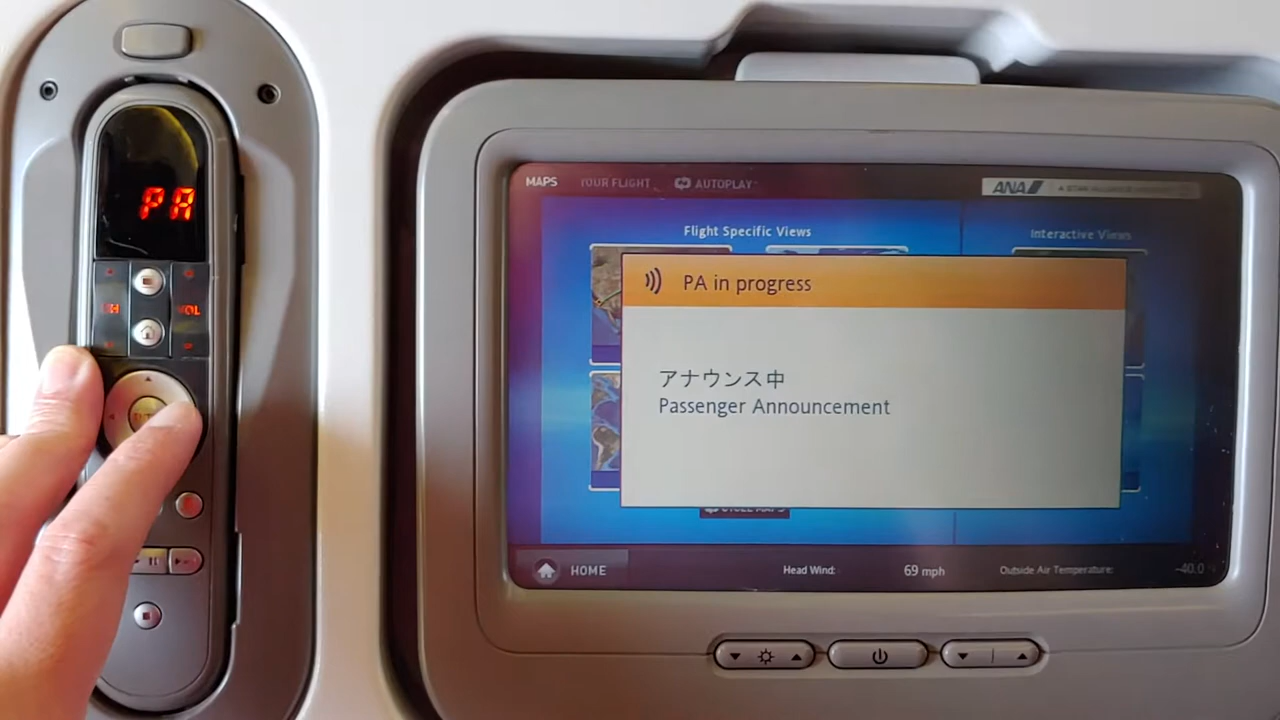 PA
CH
VOL
MAPS
YOUR FLIGHT
AUTOPLAY
ANA
Flight Specific Views
Interactive Views
PA in progress
アナウンス中
Passenger Announcement
HOME
Head Wind:
69 mph
Outside Air Temperature:
-40.0